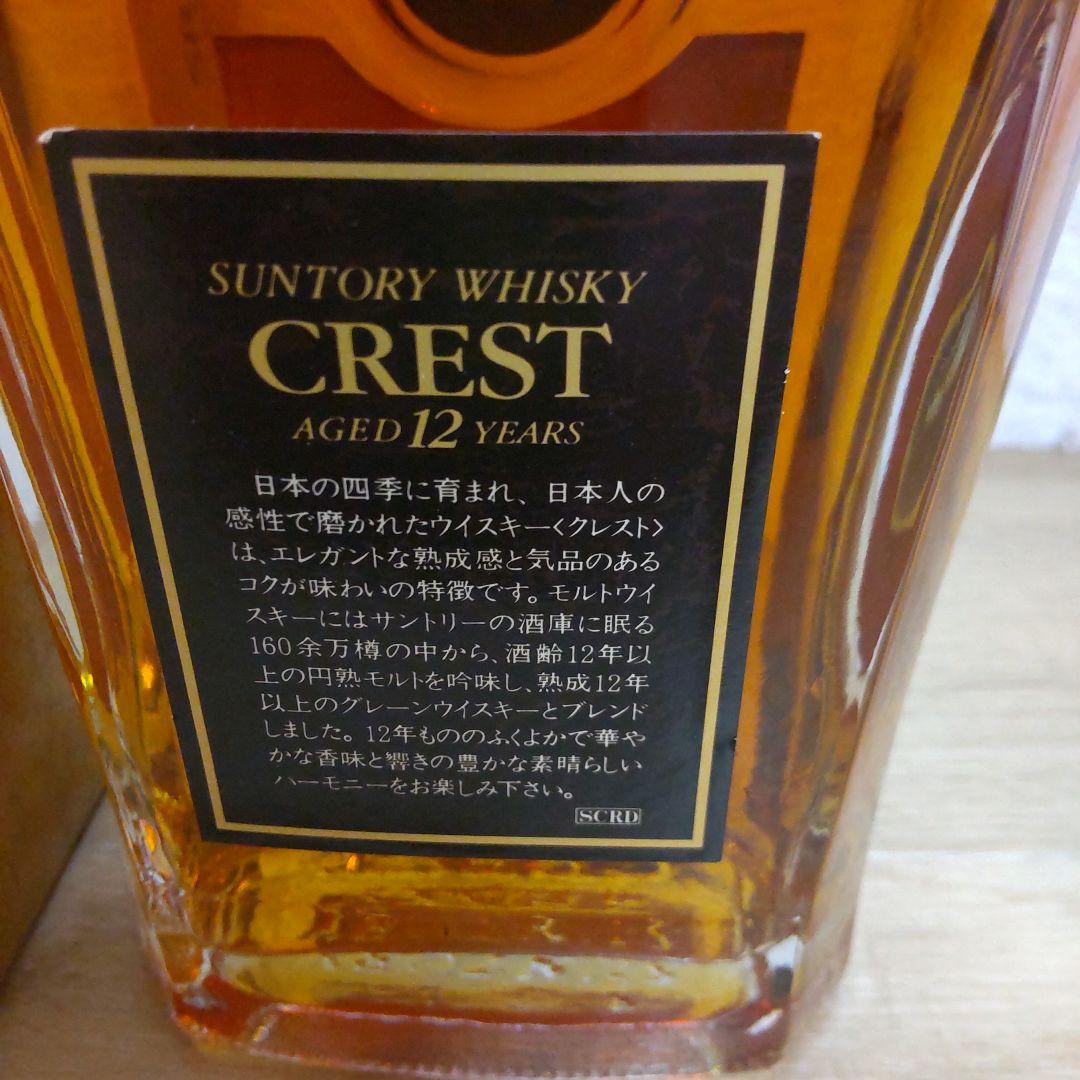 SUNTORY WHISKY
CREST
AGED 12 YEARS
日本の四季に育まれ、日本人の
感性で磨かれたウイスキー〈クレスト〉
は、エレガントな熟成感と気品のある
コクが味わいの特徴です。モルトウイ
スキーにはサントリーの酒庫に眠る
160余万樽の中から、酒齢12年以
上の円熟モルトを吟味し、熟成12年
以上のグレーンウイスキーとブレンド
しました。12年もののふくよかで華や
かな香味と響きの豊かな素晴らしい
ハーモニーをお楽しみ下さい。
SCRD